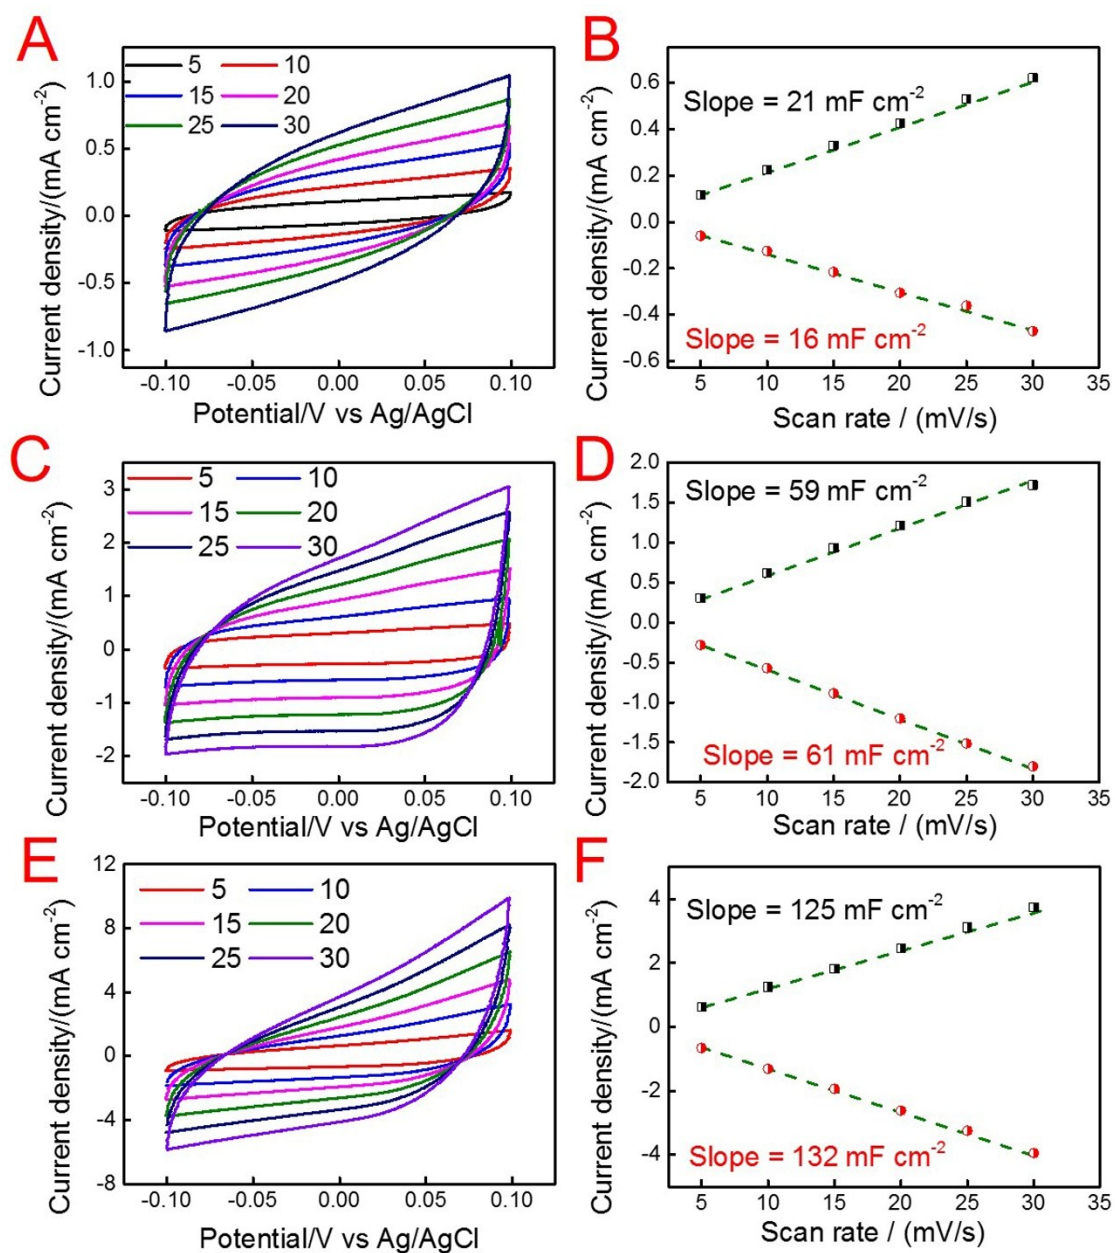 A
Current density/(mA cm-2)
1.0
0.5
0.0
-0.5
-1.0
5 10
15 20
25 30
-0.10 -0.05 0.00 0.05 0.10
Potential/V vs Ag/AgCl
B
Current density/(mA cm-2)
0.6
0.4
0.2
0.0
-0.2
-0.4
-0.6
Slope = 21 mF cm-2
Slope = 16 mF cm-2
5 10 15 20 25 30 35
Scan rate / (mV/s)
C
Current density/(mA cm-2)
3
2
1
0
-1
-2
5 10
15 20
25 30
-0.10 -0.05 0.00 0.05 0.10
Potential/V vs Ag/AgCl
D
Current density/(mA cm-2)
2.0
1.5
1.0
0.5
0.0
-0.5
-1.0
-1.5
-2.0
Slope = 59 mF cm-2
Slope = 61 mF cm-2
5 10 15 20 25 30 35
Scan rate / (mV/s)
E
Current density/(mA cm-2)
12
8
4
0
-4
-8
5 10
15 20
25 30
-0.10 -0.05 0.00 0.05 0.10
Potential/V vs Ag/AgCl
F
Current density/(mA cm-2)
4
2
0
-2
-4
Slope = 125 mF cm-2
Slope = 132 mF cm-2
5 10 15 20 25 30 35
Scan rate / (mV/s)